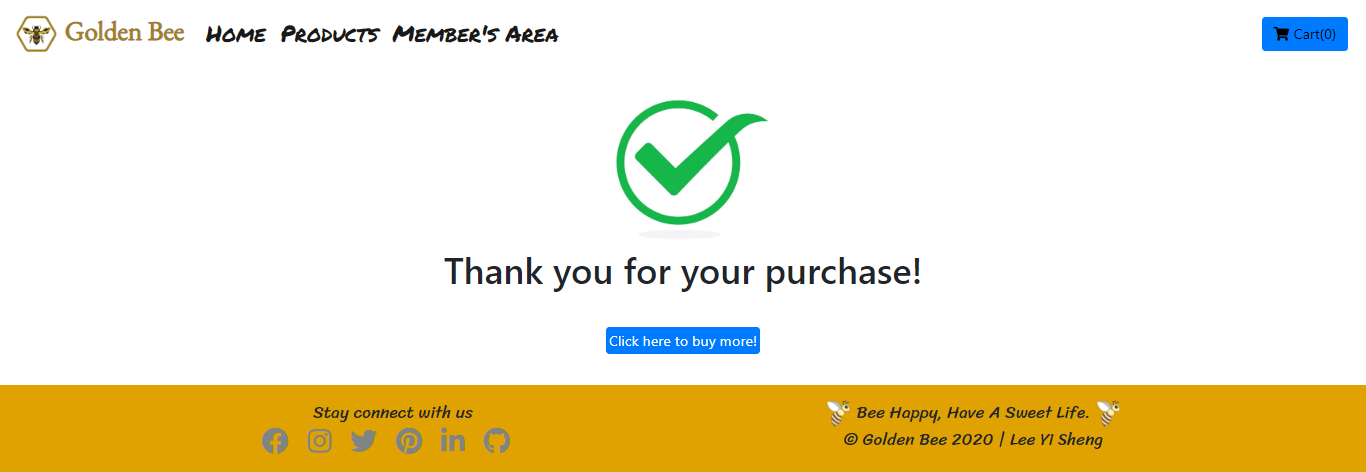 Golden Bee Home Products Member's Area Cart(0)
Thank you for your purchase!
Click here to buy more!
Stay connect with us
Bee Happy, Have A Sweet Life.
© Golden Bee 2020 | Lee YI Sheng